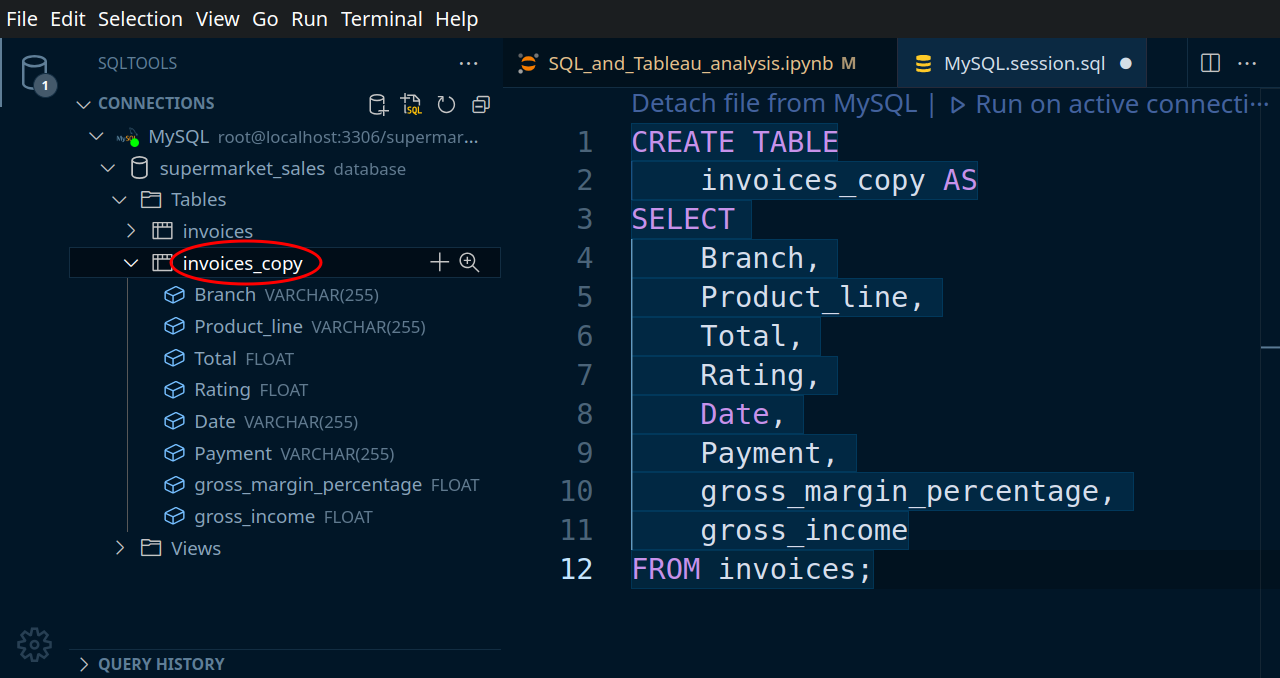 File Edit Selection View Go Run Terminal Help
1
SQLTOOLS
CONNECTIONS
SQL
MySQL root@localhost:3306/supermar...
supermarket_sales database
Tables
invoices
invoices_copy
Branch VARCHAR(255)
Product_line VARCHAR(255)
Total FLOAT
Rating FLOAT
Date VARCHAR(255)
Payment VARCHAR(255)
gross_margin_percentage FLOAT
gross_income FLOAT
Views
QUERY HISTORY
SQL_and_Tableau_analysis.ipynb M
MySQL.session.sql
Detach file from MySQL | ▷ Run on active connecti···
1 CREATE TABLE
2     invoices_copy AS
3 SELECT
4     Branch,
5     Product_line,
6     Total,
7     Rating,
8     Date,
9     Payment,
10     gross_margin_percentage,
11     gross_income
12 FROM invoices;